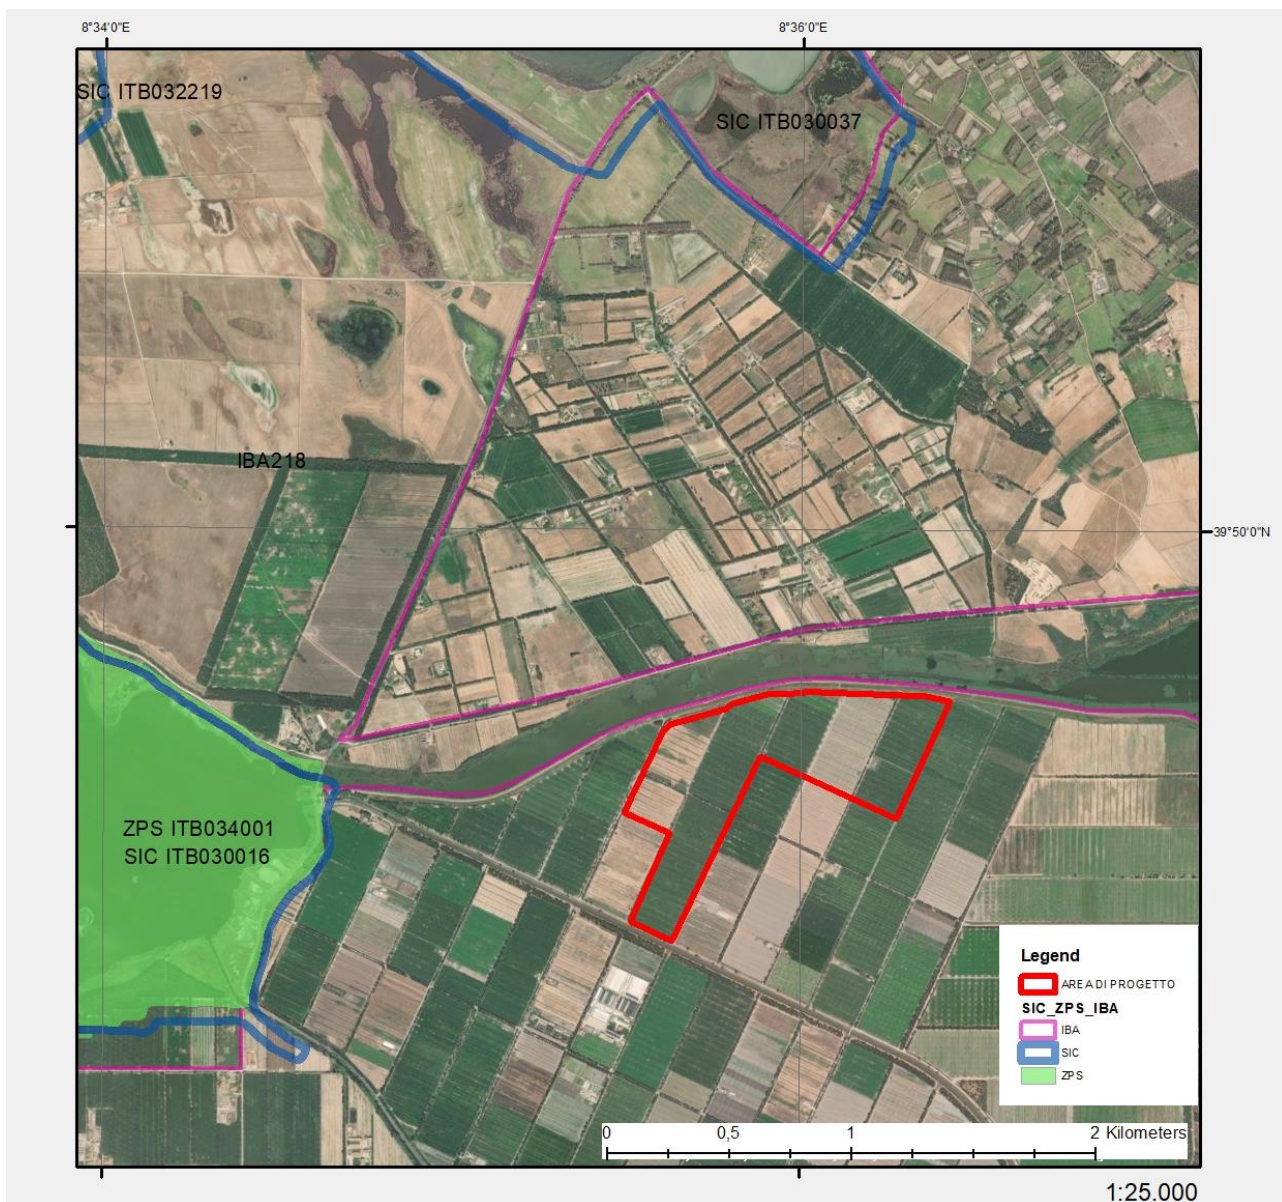 8°34'0"E
8°36'0"E
SIC ITB032219
SIC ITB030037
IBA218
39°50'0"N
ZPS ITB034001
SIC ITB030016
Legend
AREA DI PROGETTO
SIC_ZPS_IBA
IBA
SIC
ZPS
0 0,5 1 2 Kilometers
1:25.000